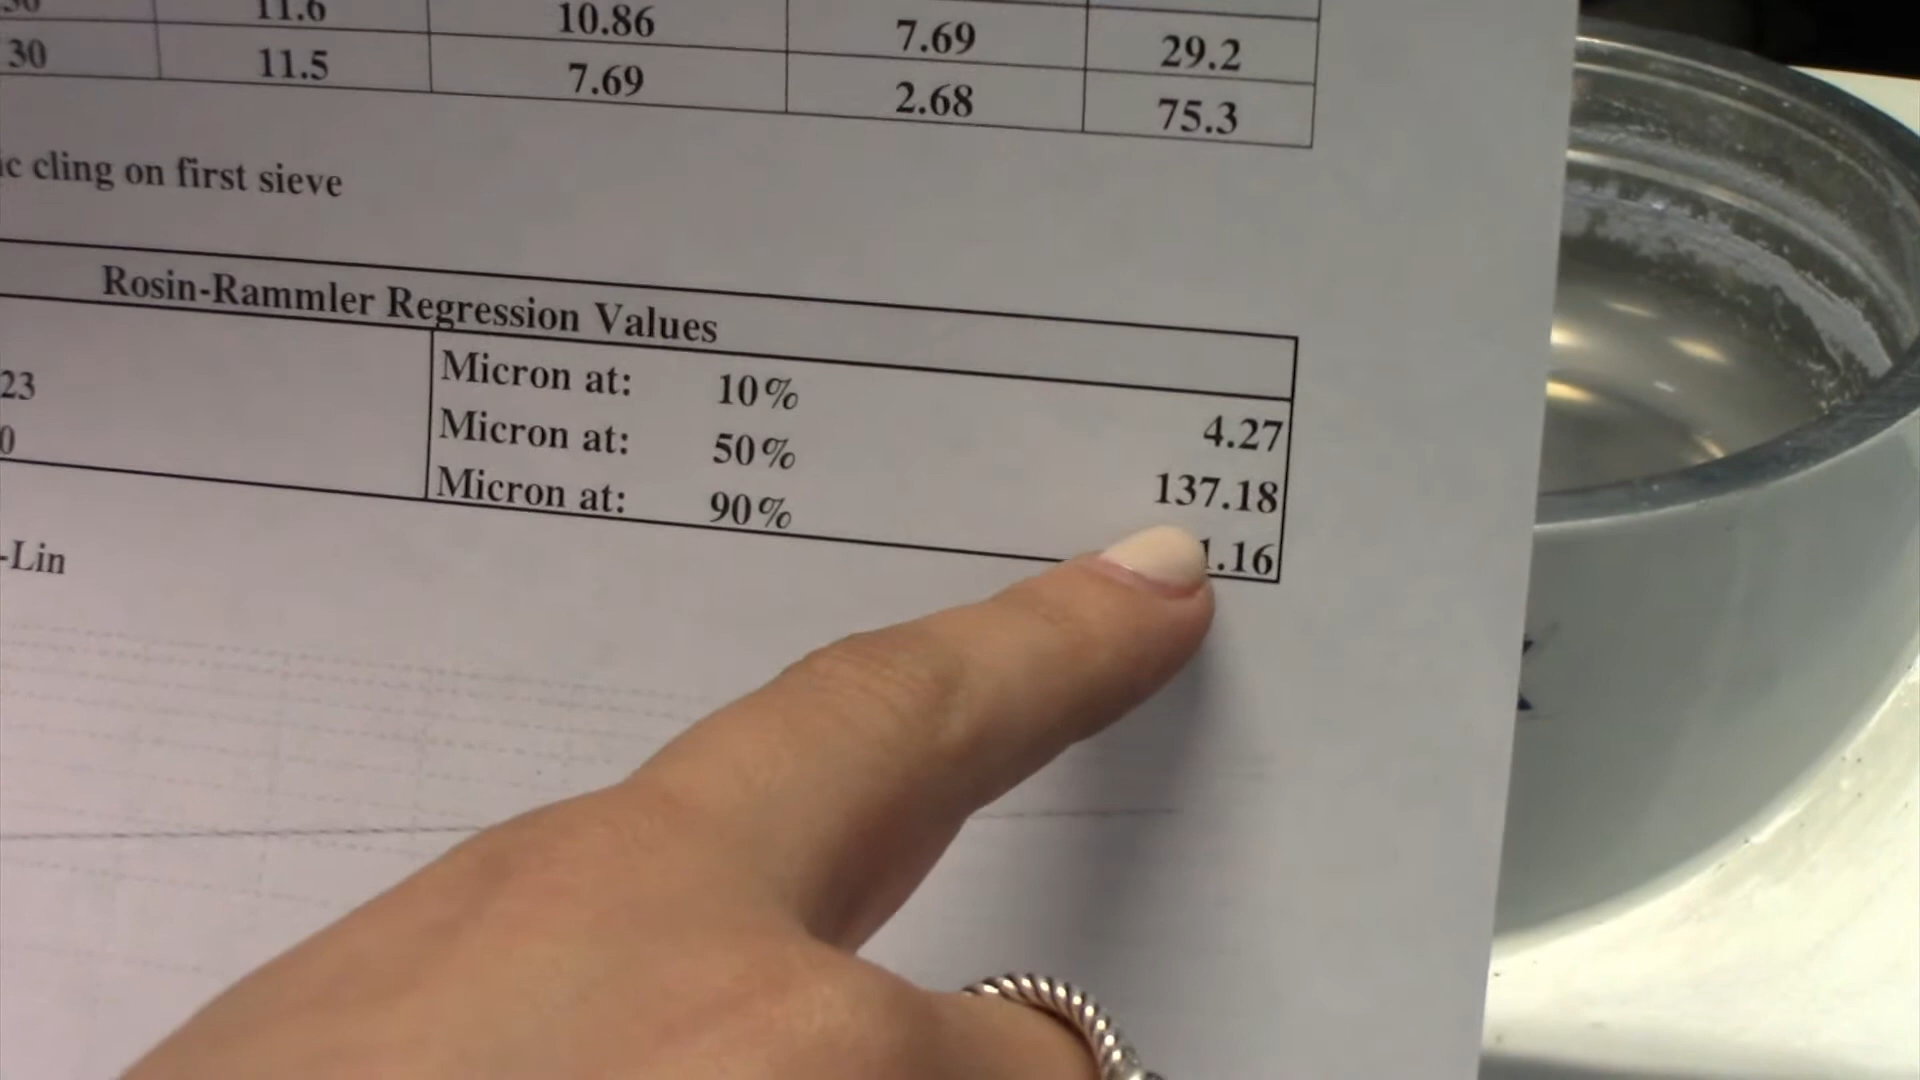 11.6 10.86 7.69 29.2
30 11.5 7.69 2.68 75.3
cling on first sieve
Rosin-Rammler Regression Values
23 Micron at: 10% 4.27
0 Micron at: 50% 137.18
Micron at: 90% .16
-Lin